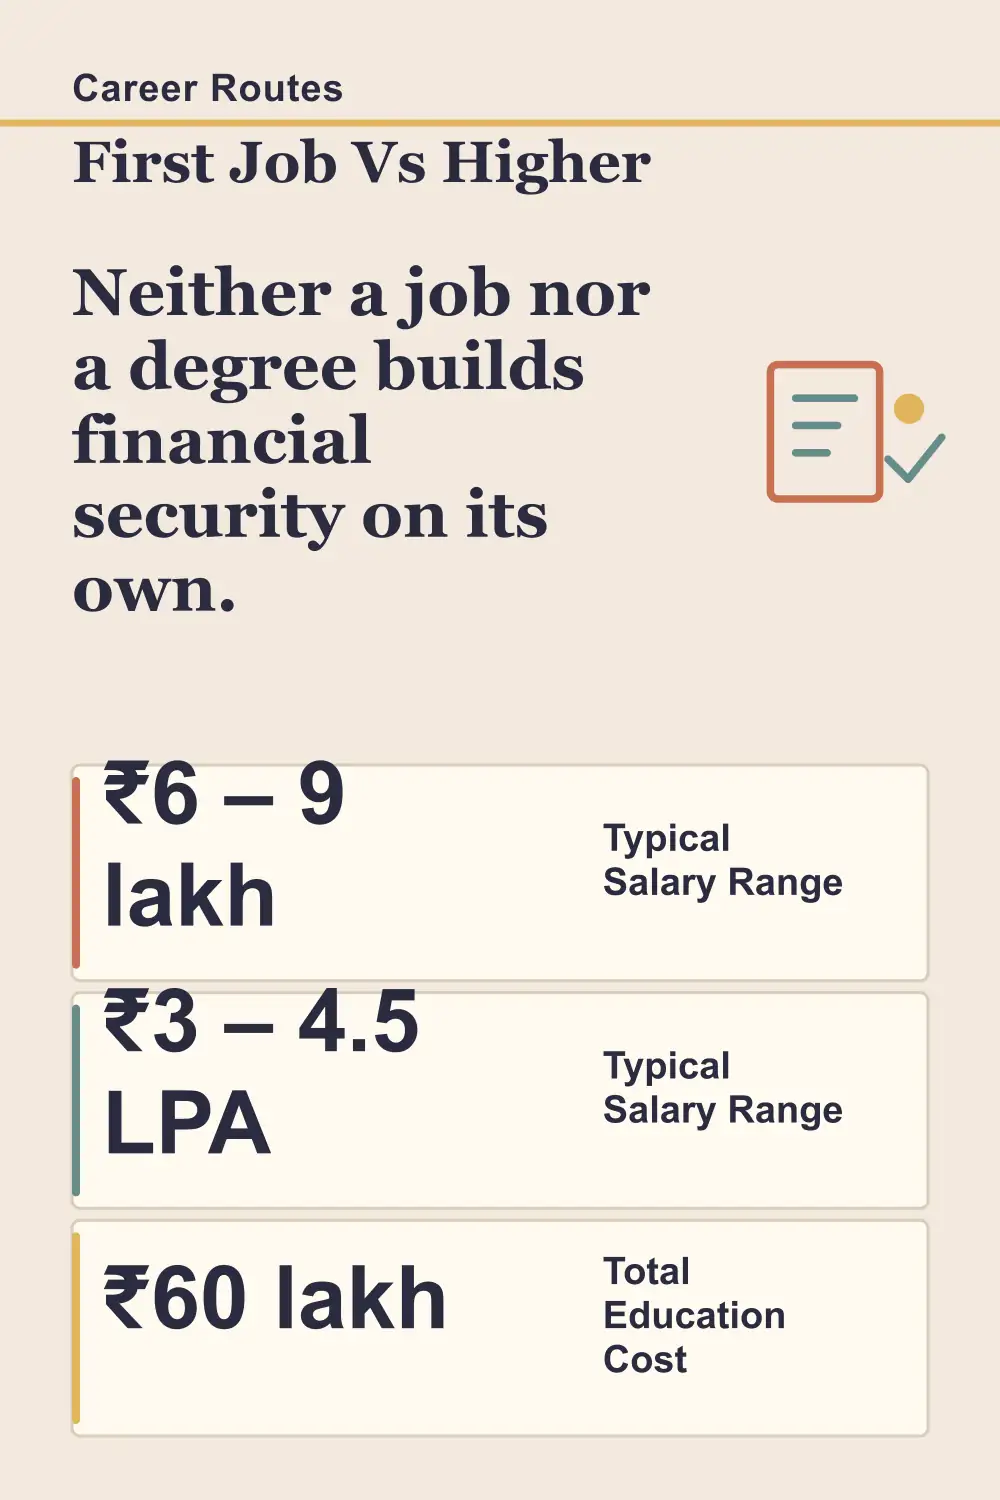 Career Routes
First Job Vs Higher
Neither a job nor
a degree builds
financial
security on its
own.
₹6 – 9
lakh
Typical
Salary Range
₹3 – 4.5
LPA
Typical
Salary Range
₹60 lakh
Total
Education
Cost